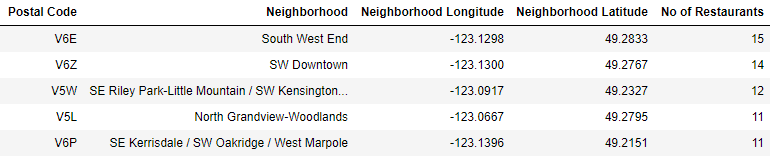 Postal Code Neighborhood Neighborhood Longitude Neighborhood Latitude No of Restaurants
V6E South West End -123.1298 49.2833 15
V6Z SW Downtown -123.1300 49.2767 14
V5W SE Riley Park-Little Mountain / SW Kensington... -123.0917 49.2327 12
V5L North Grandview-Woodlands -123.0667 49.2795 11
V6P SE Kerrisdale / SW Oakridge / West Marpole -123.1396 49.2151 11